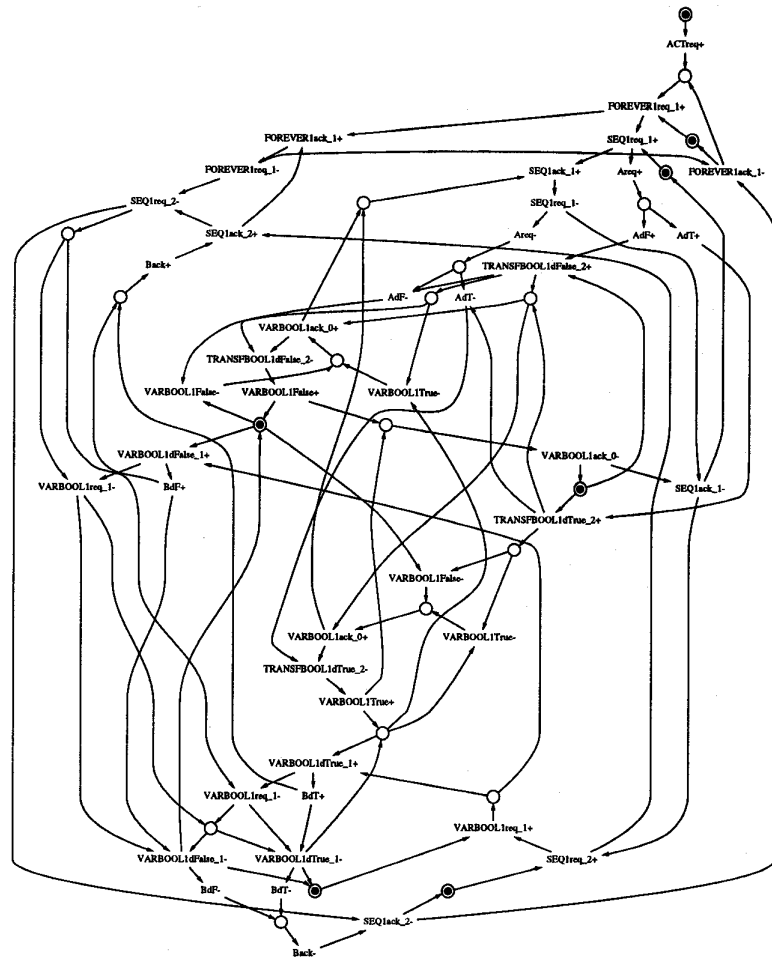 ACTreq+
FOREVER1req_1+
FOREVER1ack_1+
SEQ1req_1+
FOREVER1req_1-
SEQ1ack_1+
Areq+
FOREVER1ack_1-
SEQ1req_2-
SEQ1req_1-
SEQ1ack_2+
Areq-
AdF+
AdT+
Back+
TRANSFBOOL1dFalse_2+
AdF-
AdT-
VARBOOL1ack_0+
TRANSFBOOL1dFalse_2-
VARBOOL1False-
VARBOOL1False+
VARBOOL1True-
VARBOOL1dFalse_1+
VARBOOL1ack_0-
VARBOOL1req_1-
BdF+
SEQ1ack_1-
TRANSFBOOL1dTrue_2+
VARBOOL1False-
VARBOOL1ack_0+
VARBOOL1True-
TRANSFBOOL1dTrue_2-
VARBOOL1True+
VARBOOL1dTrue_1+
VARBOOL1req_1-
BdT+
VARBOOL1req_1+
VARBOOL1dFalse_1-
VARBOOL1dTrue_1-
SEQ1req_2+
BdF-
BdT-
SEQ1ack_2-
Back-